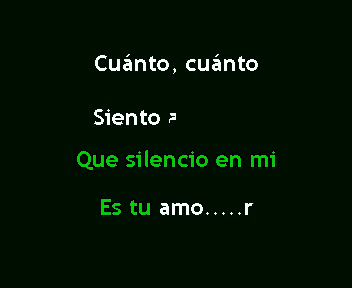 Cuánto, cuánto
Siento
Que silencio en mi
Es tu amo.....r